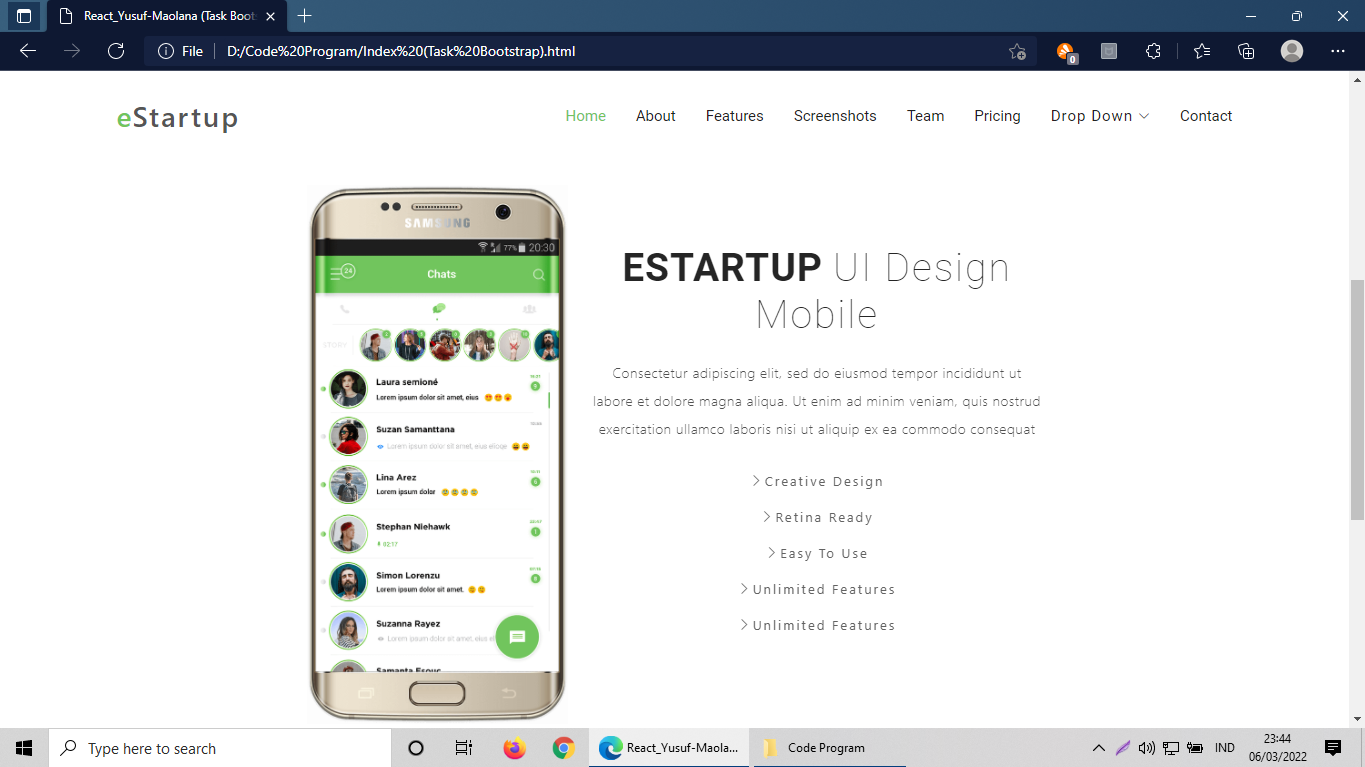 React_Yusuf-Maolana (Task Boot
File
D:/Code%20Program/Index%20(Task%20Bootstrap).html
0
eStartup
Home About Features Screenshots Team Pricing Drop Down Contact
SAMSUNG
77% 20:30
24
Chats
STORY
Laura semioné
Lorem ipsum dolor sit amet, eius
Suzan Samanttana
Lorem ipsum dolor sit amet, eius elioqe
Lina Arez
Lorem ipsum dolor
Stephan Niehawk
02:17
Simon Lorenzu
Lorem ipsum dolor sit amet.
Suzanna Rayez
Lorem ipsum dolor sit amet, eius el
Samanta Esouc
ESTARTUP UI Design
Mobile
Consectetur adipiscing elit, sed do eiusmod tempor incididunt ut
labore et dolore magna aliqua. Ut enim ad minim veniam, quis nostrud
exercitation ullamco laboris nisi ut aliquip ex ea commodo consequat
Creative Design
Retina Ready
Easy To Use
Unlimited Features
Unlimited Features
Type here to search
React_Yusuf-Maola...
Code Program
IND
23:44
06/03/2022